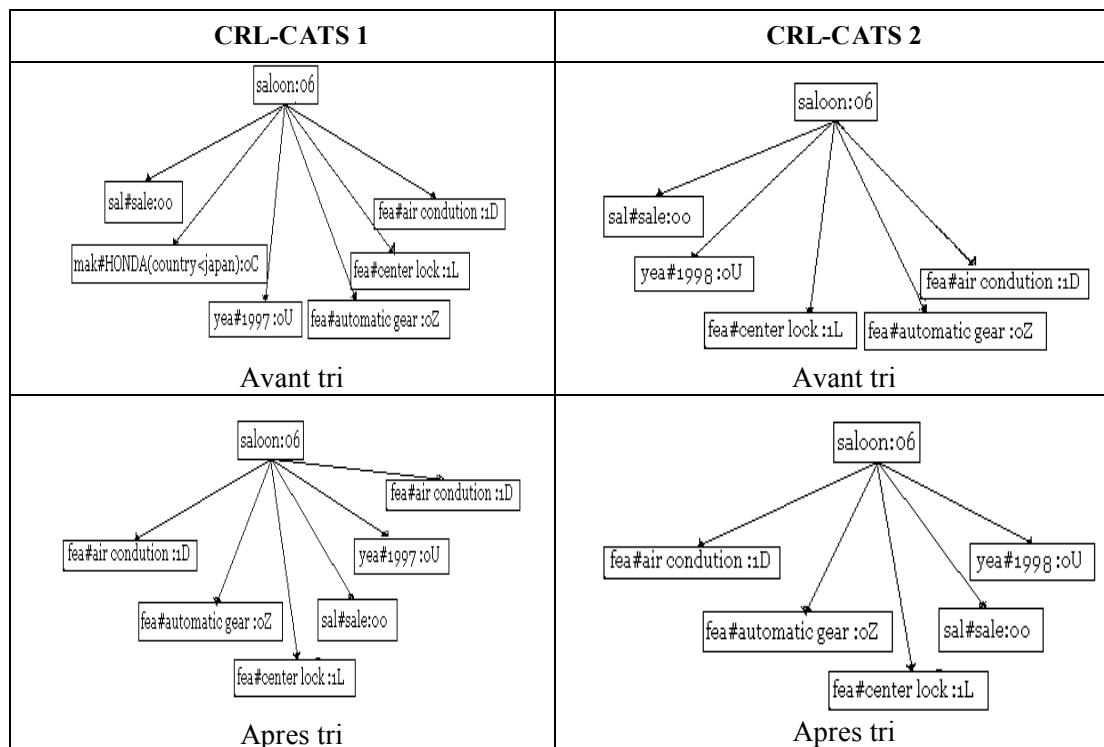 CRL-CATS 1
CRL-CATS 2
saloon:06
sal#sale:00
fea#air condution :1D
mak#HONDA(country<japan):0C
fea#center lock :1L
yea#1997 :0U
fea#automatic gear :0Z
Avant tri
saloon:06
sal#sale:00
yea#1998 :0U
fea#air condution :1D
fea#center lock :1L
fea#automatic gear :0Z
Avant tri
saloon:06
fea#air condution :1D
fea#air condution :1D
yea#1997 :0U
fea#automatic gear :0Z
sal#sale:00
fea#center lock :1L
Apres tri
saloon:06
fea#air condution :1D
yea#1998 :0U
fea#automatic gear :0Z
sal#sale:00
fea#center lock :1L
Apres tri